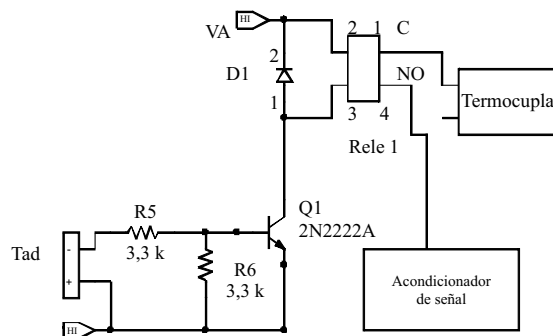 HI
VA
2 1 C
2
D1
NO
1
Termocupla
3 4
Rele 1
Q1
2N2222A
R5
3,3 k
Tad
-
+
R6
3,3 k
Acondicionador
de señal
HI